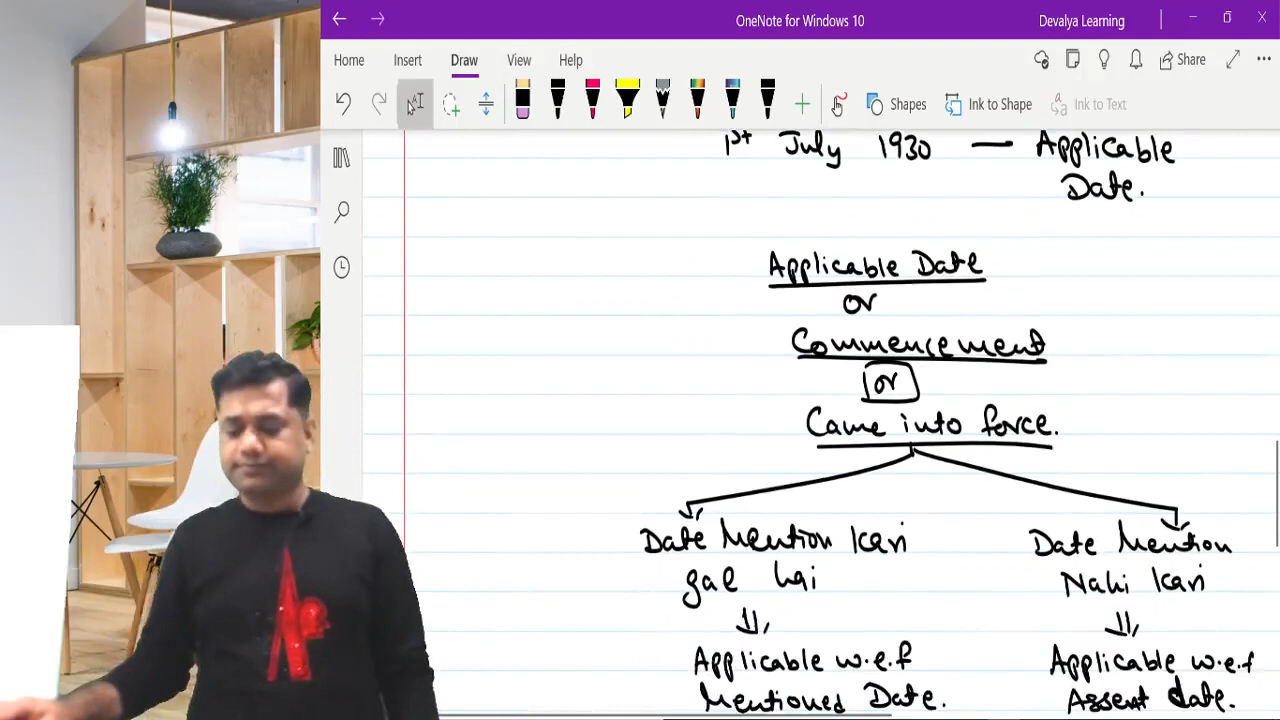 OneNote for Windows 10
Devalya Learning
Home Insert Draw View Help
Share
Shapes
Ink to Shape
Ink to Text
1st July 1930 — Applicable
Date.
Applicable Date
or
Commencement
or
Came into force.
Date Mention kari
gae hai
Date Mention
Nahi kari
Applicable w.e.f
Mentioned Date.
Applicable w.e.f
Assent date.